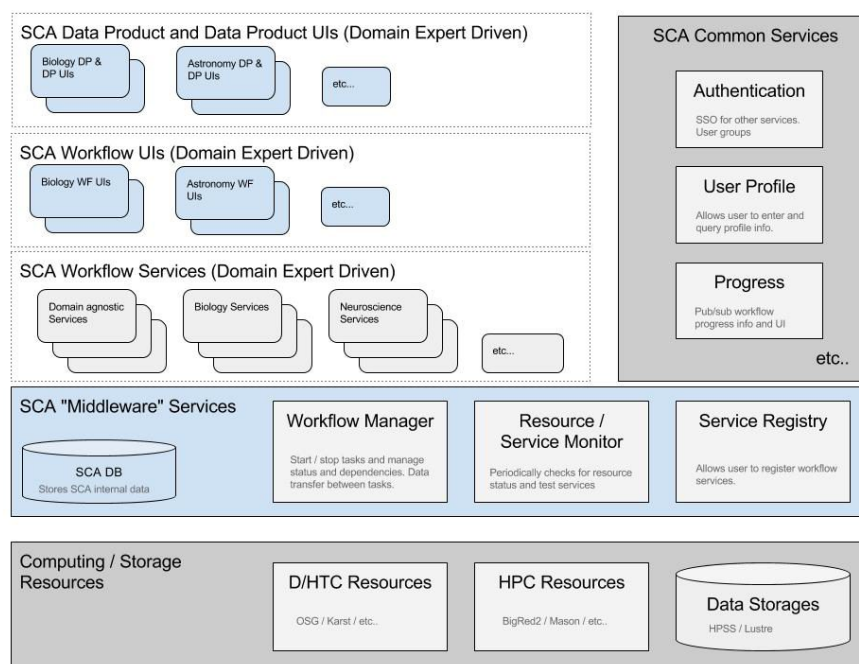 SCA Data Product and Data Product UIs (Domain Expert Driven)
Biology DP &
DP UIs
Astronomy DP &
DP UIs
etc...
SCA Workflow UIs (Domain Expert Driven)
Biology WF UIs
Astronomy WF
UIs
etc...
SCA Workflow Services (Domain Expert Driven)
Domain agnostic
Services
Biology Services
Neuroscience
Services
etc...
SCA Common Services
Authentication
SSO for other services.
User groups
User Profile
Allows user to enter and
query profile info.
Progress
Pub/sub workflow
progress info and UI
etc..
SCA "Middleware" Services
SCA DB
Stores SCA internal data
Workflow Manager
Start / stop tasks and manage
status and dependencies. Data
transfer between tasks.
Resource /
Service Monitor
Periodically checks for resource
status and test services
Service Registry
Allows user to register workflow
services.
Computing / Storage
Resources
D/HTC Resources
OSG / Karst / etc..
HPC Resources
BigRed2 / Mason / etc..
Data Storages
HPSS / Lustre